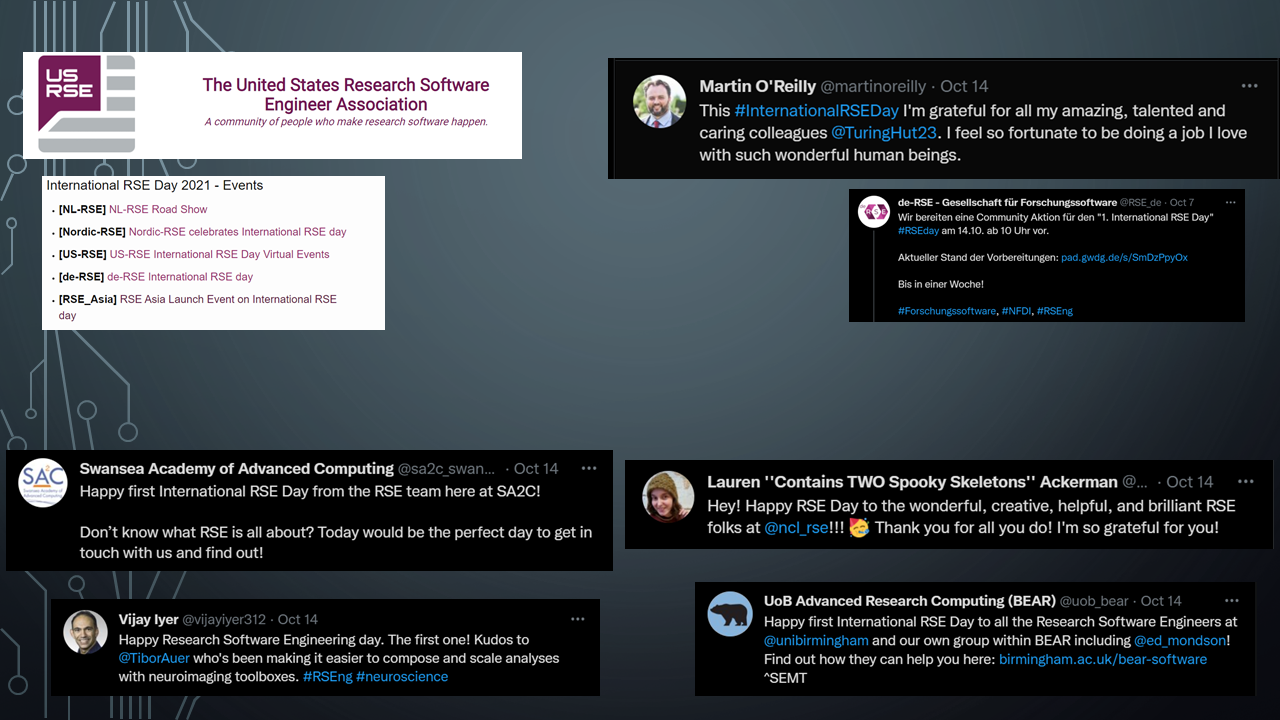 US
RSE
The United States Research Software
Engineer Association
A community of people who make research software happen.
International RSE Day 2021 - Events
• [NL-RSE] NL-RSE Road Show
• [Nordic-RSE] Nordic-RSE celebrates International RSE day
• [US-RSE] US-RSE International RSE Day Virtual Events
• [de-RSE] de-RSE International RSE day
• [RSE_Asia] RSE Asia Launch Event on International RSE
day
Martin O'Reilly @martinoreilly · Oct 14
This #InternationalRSEDay I'm grateful for all my amazing, talented and
caring colleagues @TuringHut23. I feel so fortunate to be doing a job I love
with such wonderful human beings.
de-RSE - Gesellschaft für Forschungssoftware @RSE_de · Oct 7
Wir bereiten eine Community Aktion für den "1. International RSE Day"
#RSEday am 14.10. ab 10 Uhr vor.
Aktueller Stand der Vorbereitungen: pad.gwdg.de/s/SmDzPpyOx
Bis in einer Woche!
#Forschungssoftware, #NFDI, #RSEng
SAC
Swansea Academy of
Advanced Computing
Swansea Academy of Advanced Computing @sa2c_swan... · Oct 14
Happy first International RSE Day from the RSE team here at SA2C!
Don't know what RSE is all about? Today would be the perfect day to get in
touch with us and find out!
Lauren "Contains TWO Spooky Skeletons" Ackerman @... · Oct 14
Hey! Happy RSE Day to the wonderful, creative, helpful, and brilliant RSE
folks at @ncl_rse!!! 🥳 Thank you for all you do! I'm so grateful for you!
Vijay Iyer @vijayiyer312 · Oct 14
Happy Research Software Engineering day. The first one! Kudos to
@TiborAuer who's been making it easier to compose and scale analyses
with neuroimaging toolboxes. #RSEng #neuroscience
UoB Advanced Research Computing (BEAR) @uob_bear · Oct 14
Happy first International RSE Day to all the Research Software Engineers at
@unibirmingham and our own group within BEAR including @ed_mondson!
Find out how they can help you here: birmingham.ac.uk/bear-software
^SEMT